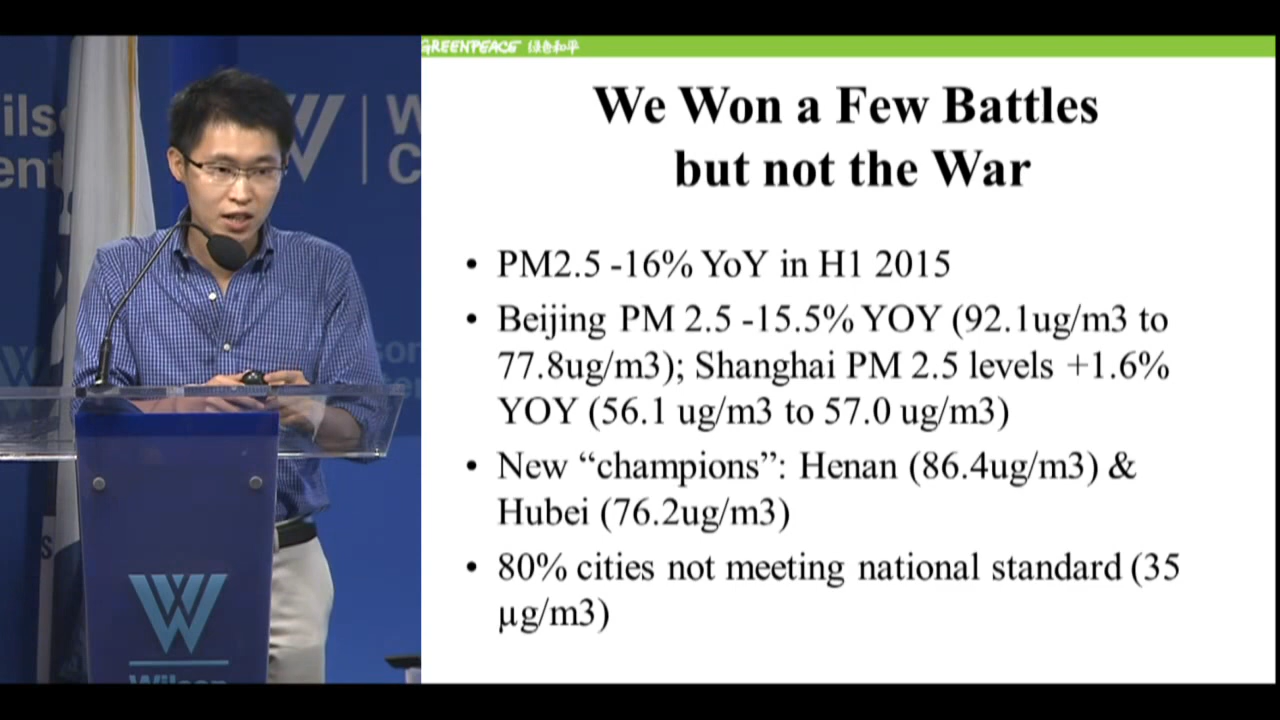 GREENPEACE 绿色和平
We Won a Few Battles
but not the War
• PM2.5 -16% YoY in H1 2015
• Beijing PM 2.5 -15.5% YOY (92.1ug/m3 to
77.8ug/m3); Shanghai PM 2.5 levels +1.6%
YOY (56.1 ug/m3 to 57.0 ug/m3)
• New “champions”: Henan (86.4ug/m3) &
Hubei (76.2ug/m3)
• 80% cities not meeting national standard (35
µg/m3)
W
Wilson